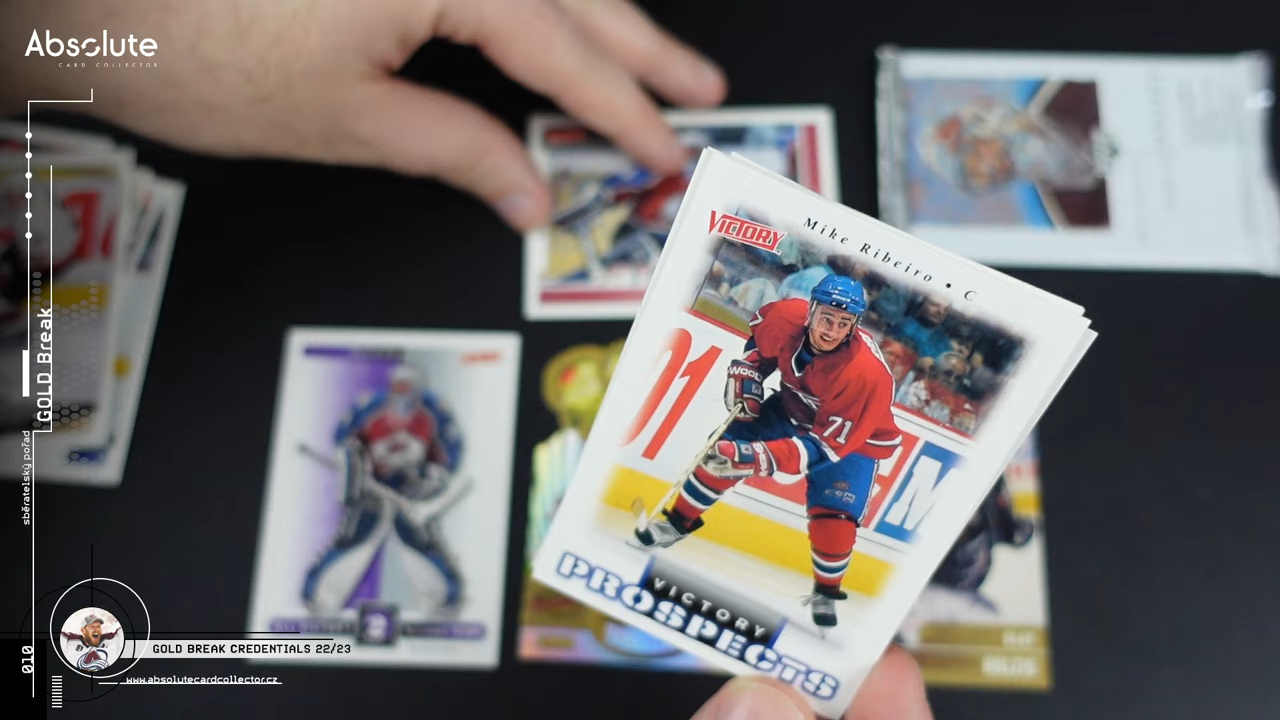 Absolute
CARD COLLECTOR
GOLD Break
sběratelský pořad
010
GOLD BREAK CREDENTIALS 22/23
www.absolutecardcollector.cz
VICTORY
Mike Ribeiro • C
01
71
M
VICTORY
PROSPECTS